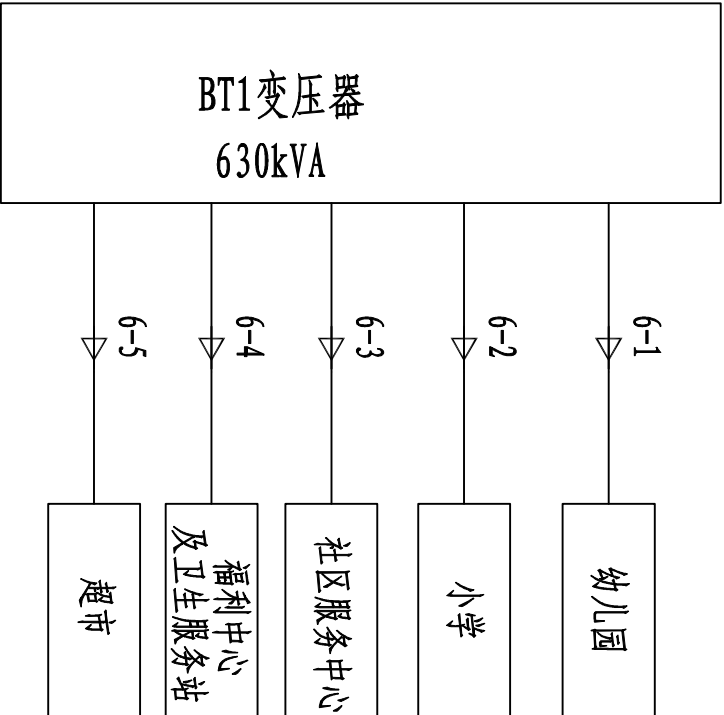 BT1变压器
630kVA
6-5
6-4
6-3
6-2
6-1
超市
福利中心
及卫生服务站
社区服务中心
小学
幼儿园